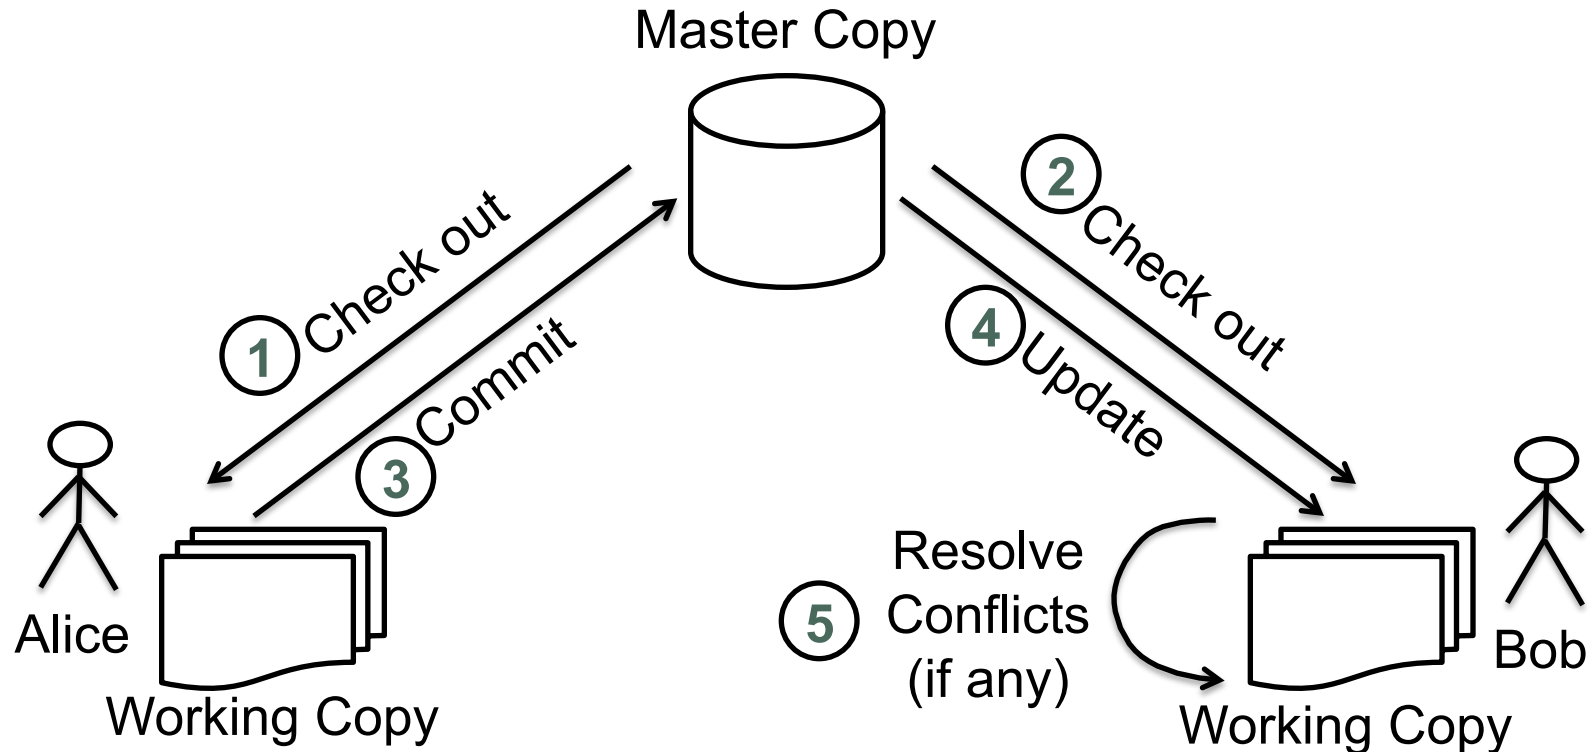 Master Copy
1 Check out
2 Check out
3 Commit
4 Update
Alice
Working Copy
5
Resolve
Conflicts
(if any)
Bob
Working Copy